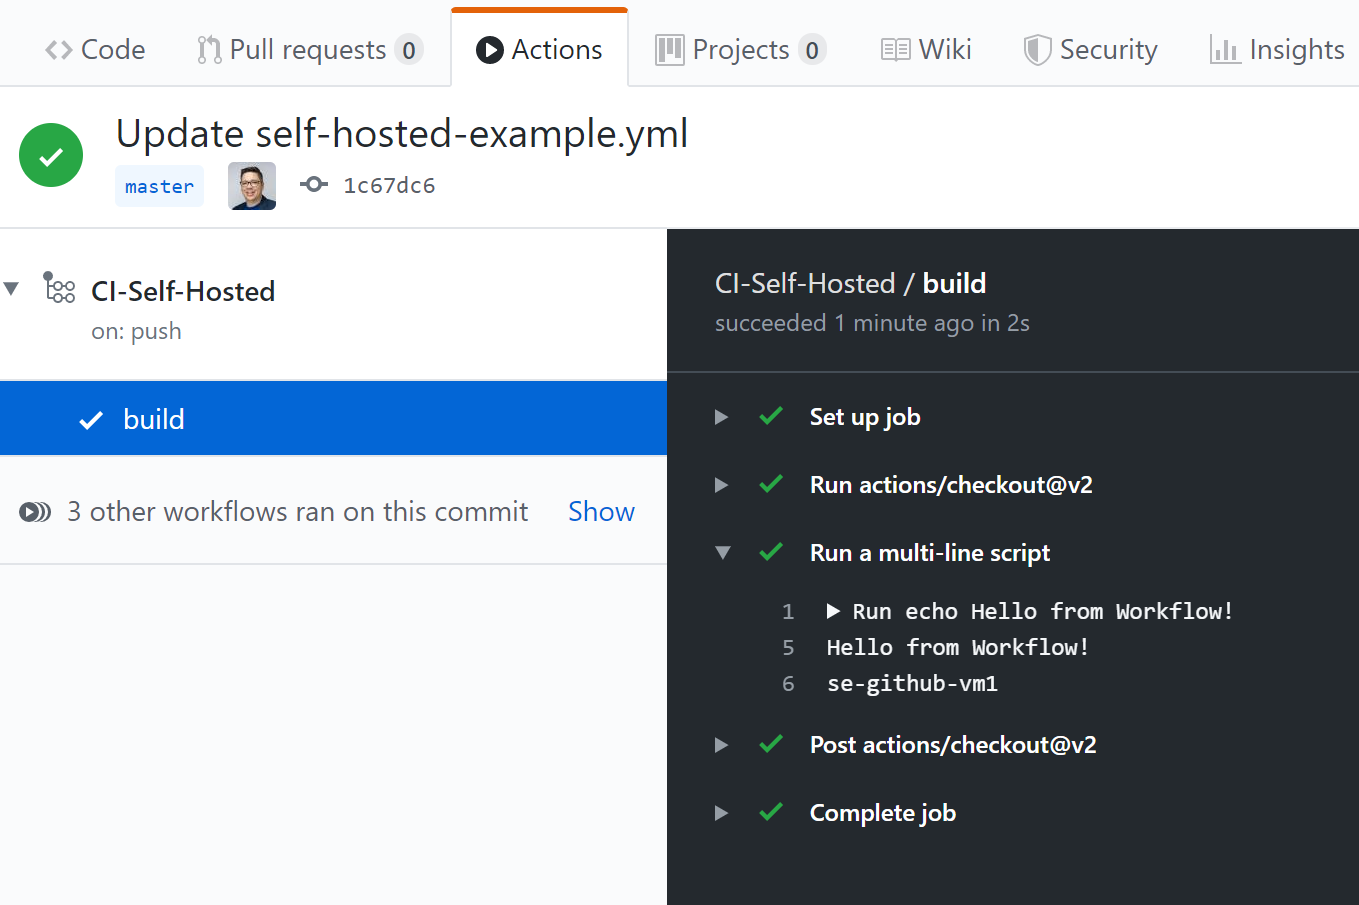 Code Pull requests 0 Actions Projects 0 Wiki Security Insights
Update self-hosted-example.yml
master 1c67dc6
CI-Self-Hosted
on: push
build
3 other workflows ran on this commit Show
CI-Self-Hosted / build
succeeded 1 minute ago in 2s
Set up job
Run actions/checkout@v2
Run a multi-line script
1 Run echo Hello from Workflow!
5 Hello from Workflow!
6 se-github-vm1
Post actions/checkout@v2
Complete job